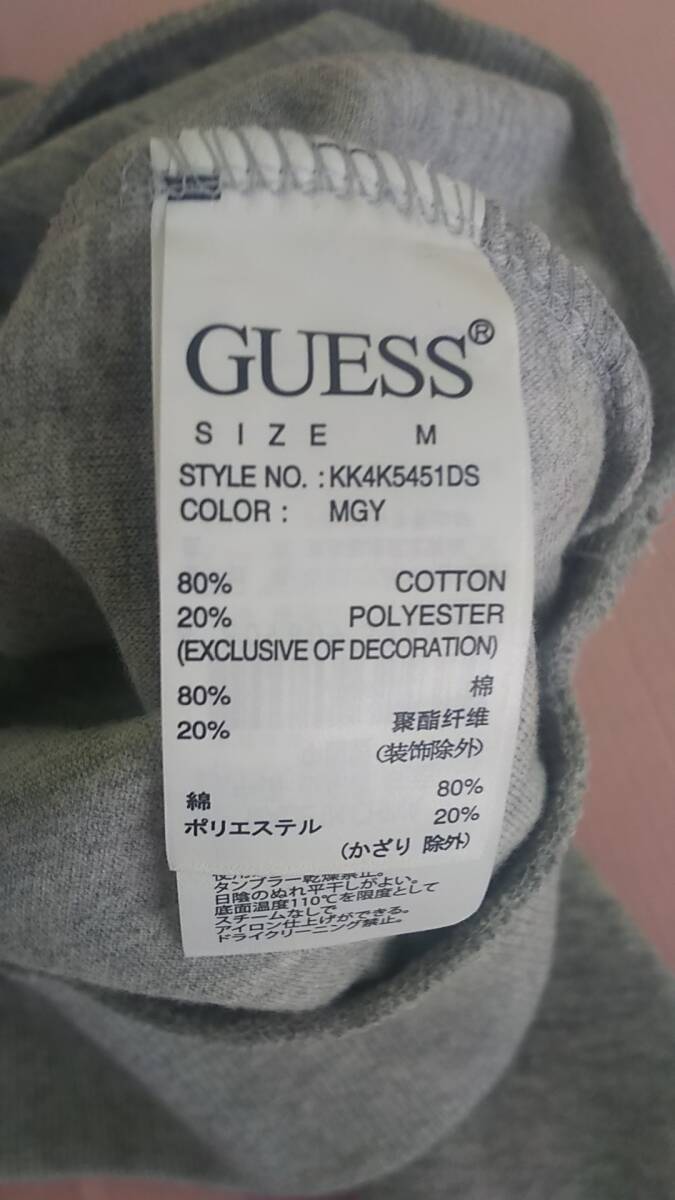 GUESS®
SIZE M
STYLE NO. : KK4K5451DS
COLOR : MGY
80% COTTON
20% POLYESTER
(EXCLUSIVE OF DECORATION)
80% 棉
20% 聚酯纤维
(装饰除外)
綿 80%
ポリエステル 20%
(かざり 除外)
タンブラー乾燥禁止。
日陰のぬれ平干しがよい。
底面温度110℃を限度として
スチームなしで
アイロン仕上げができる。
ドライクリーニング禁止。